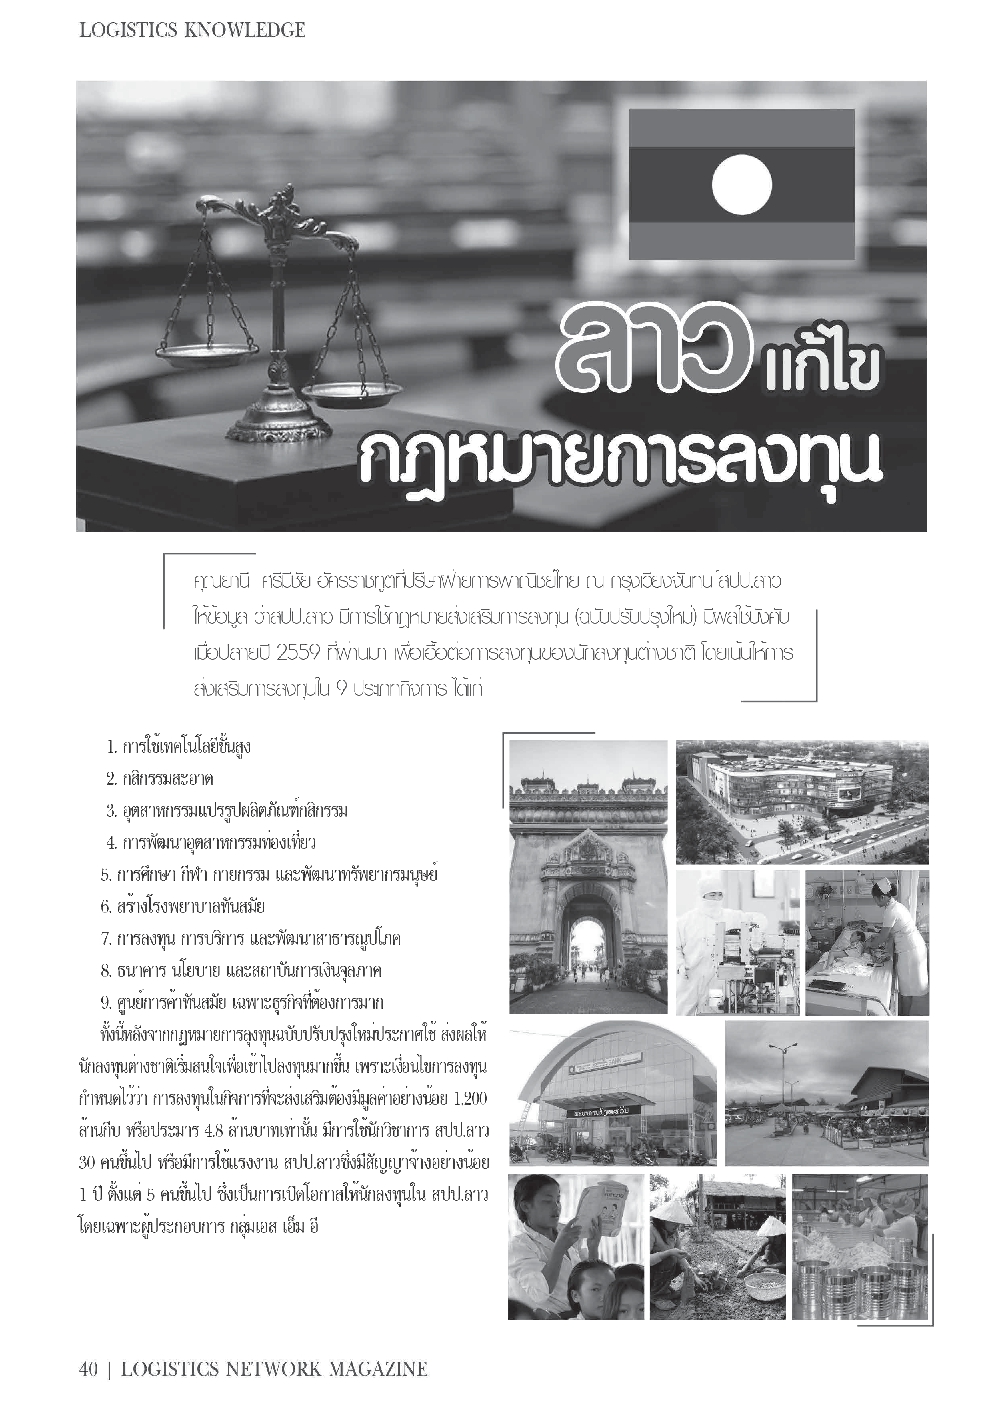 LOGISTICS KNOWLEDGE
ลาว แก้ไข
กฎหมายการลงทุน
คุณยานี ศรีมีชัย อัครราชทูตที่ปรึกษาฝ่ายการพาณิชย์ไทย ณ กรุงเวียงจันทน์ สปป.ลาว
ให้ข้อมูล ว่าสปป.ลาว มีการใช้กฎหมายส่งเสริมการลงทุน (ฉบับปรับปรุงใหม่) มีผลใช้บังคับ
เมื่อปลายปี 2559 ที่ผ่านมา เพื่อเอื้อต่อการลงทุนของนักลงทุนต่างชาติ โดยเน้นให้การ
ส่งเสริมการลงทุนใน 9 ประเภทกิจการ ได้แก่
1. การใช้เทคโนโลยีขั้นสูง
2. กสิกรรมสะอาด
3. อุตสาหกรรมแปรรูปผลิตภัณฑ์กสิกรรม
4. การพัฒนาอุตสาหกรรมท่องเที่ยว
5. การศึกษา กีฬา กายกรรม และพัฒนาทรัพยากรมนุษย์
6. สร้างโรงพยาบาลทันสมัย
7. การลงทุน การบริการ และพัฒนาสาธารณูปโภค
8. ธนาคาร นโยบาย และสถาบันการเงินจุลภาค
9. ศูนย์การค้าทันสมัย เฉพาะธุรกิจที่ต้องการมาก
ทั้งนี้หลังจากกฎหมายการลงทุนฉบับปรับปรุงใหม่ประกาศใช้ ส่งผลให้
นักลงทุนต่างชาติเริ่มสนใจเพื่อเข้าไปลงทุนมากขึ้น เพราะเงื่อนไขการลงทุน
กำหนดไว้ว่า การลงทุนในกิจการที่จะส่งเสริมต้องมีมูลค่าอย่างน้อย 1,200
ล้านกีบ หรือประมาร 4.8 ล้านบาทเท่านั้น มีการใช้นักวิชาการ สปป.ลาว
30 คนขึ้นไป หรือมีการใช้แรงงาน สปป.ลาวซึ่งมีสัญญาจ้างอย่างน้อย
1 ปี ตั้งแต่ 5 คนขึ้นไป ซึ่งเป็นการเปิดโอกาสให้นักลงทุนใน สปป.ลาว
โดยเฉพาะผู้ประกอบการ กลุ่มเอส เอ็ม อี
40 | LOGISTICS NETWORK MAGAZINE